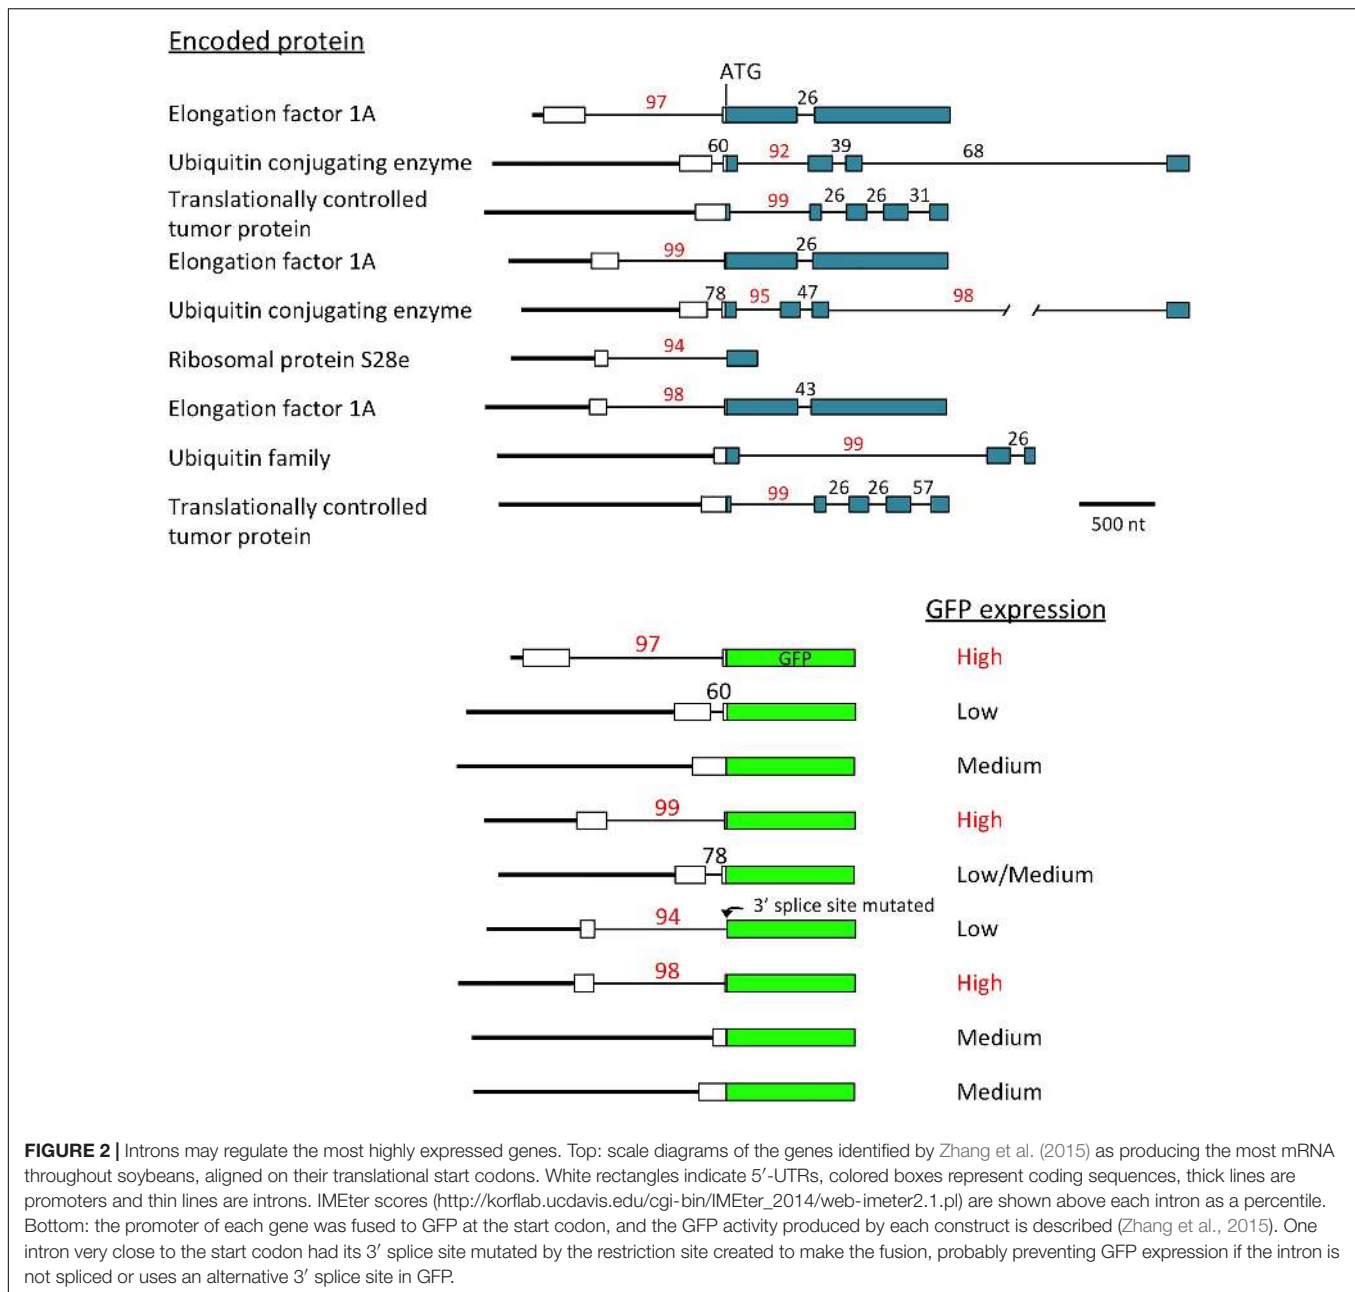 Encoded protein
ATG
Elongation factor 1A 97 26
Ubiquitin conjugating enzyme 60 92 39 68
Translationally controlled
tumor protein 99 26 26 31
Elongation factor 1A 99 26
Ubiquitin conjugating enzyme 78 95 47 98
Ribosomal protein S28e 94
Elongation factor 1A 98 43
Ubiquitin family 99 26
Translationally controlled
tumor protein 99 26 26 57
500 nt
GFP expression
97 GFP High
60 Low
Medium
99 High
78 Low/Medium
3′ splice site mutated
94 Low
98 High
Medium
Medium
FIGURE 2 | Introns may regulate the most highly expressed genes. Top: scale diagrams of the genes identified by Zhang et al. (2015) as producing the most mRNA
throughout soybeans, aligned on their translational start codons. White rectangles indicate 5′-UTRs, colored boxes represent coding sequences, thick lines are
promoters and thin lines are introns. IMEter scores (http://korflab.ucdavis.edu/cgi-bin/IMEter_2014/web-imeter2.1.pl) are shown above each intron as a percentile.
Bottom: the promoter of each gene was fused to GFP at the start codon, and the GFP activity produced by each construct is described (Zhang et al., 2015). One
intron very close to the start codon had its 3′ splice site mutated by the restriction site created to make the fusion, probably preventing GFP expression if the intron is
not spliced or uses an alternative 3′ splice site in GFP.